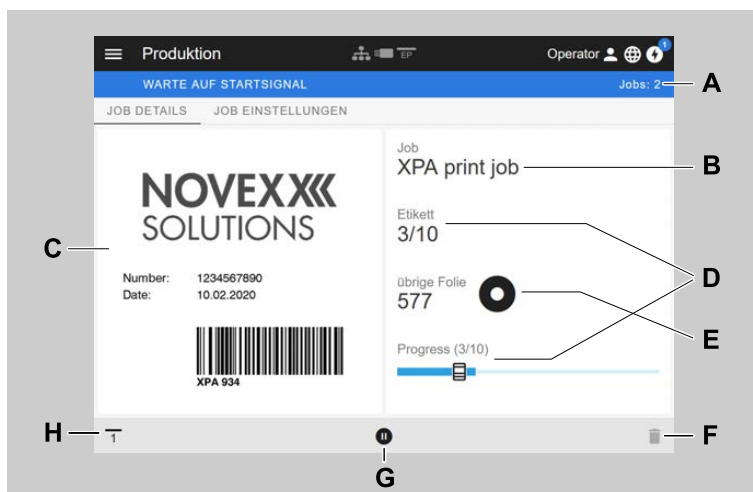 Produktion
EP
Operator
1
WARTE AUF STARTSIGNAL
Jobs: 2
A
JOB DETAILS
JOB EINSTELLUNGEN
NOVEXX
SOLUTIONS
Number: 1234567890
Date: 10.02.2020
XPA 934
C
Job
XPA print job
B
Etikett
3/10
D
übrige Folie
577
E
Progress (3/10)
H
1
G
F